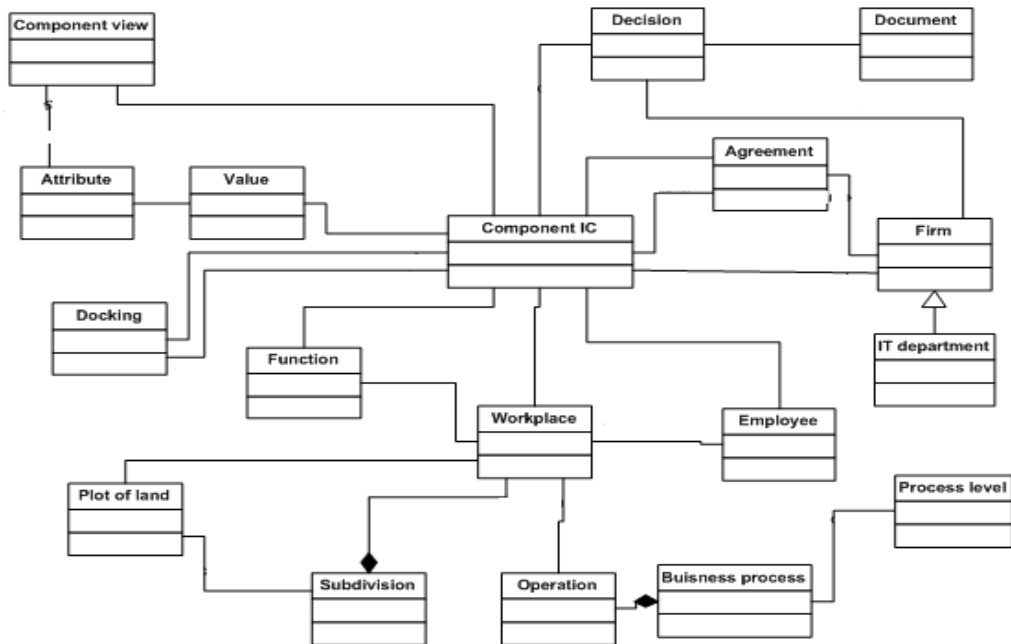 Component view
Decision
Document
Agreement
Attribute
Value
Component IC
Firm
Docking
Function
IT department
Workplace
Employee
Plot of land
Process level
Subdivision
Operation
Buisness process